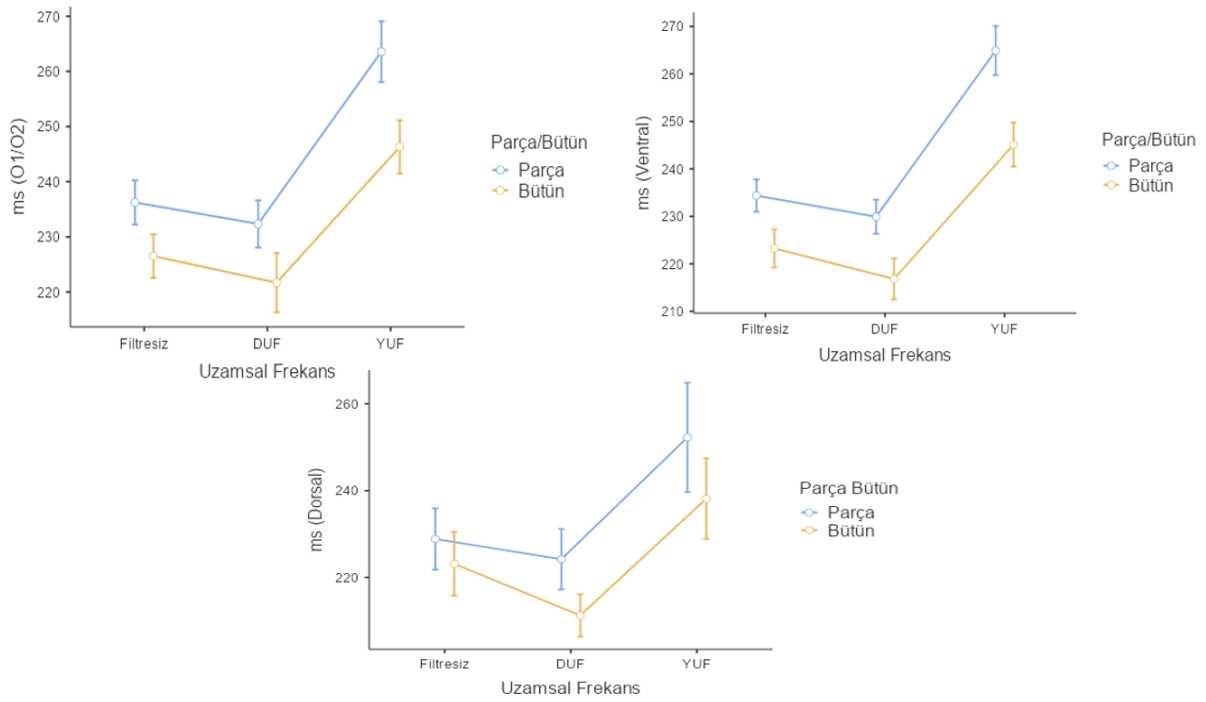 270
260
250
240
230
220
ms (O1/O2)
Filtresiz DUF YUF
Uzamsal Frekans
Parça/Bütün
Parça
Bütün
270
260
250
240
230
220
210
ms (Ventral)
Filtresiz DUF YUF
Uzamsal Frekans
Parça/Bütün
Parça
Bütün
260
240
220
ms (Dorsal)
Filtresiz DUF YUF
Uzamsal Frekans
Parça Bütün
Parça
Bütün